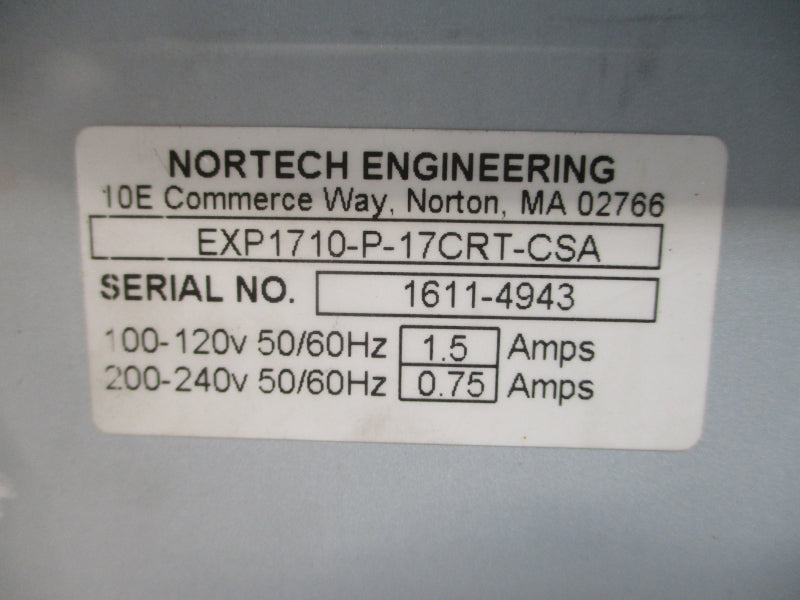 NORTECH ENGINEERING
10E Commerce Way, Norton, MA 02766
EXP1710-P-17CRT-CSA
SERIAL NO. 1611-4943
100-120v 50/60Hz 1.5 Amps
200-240v 50/60Hz 0.75 Amps